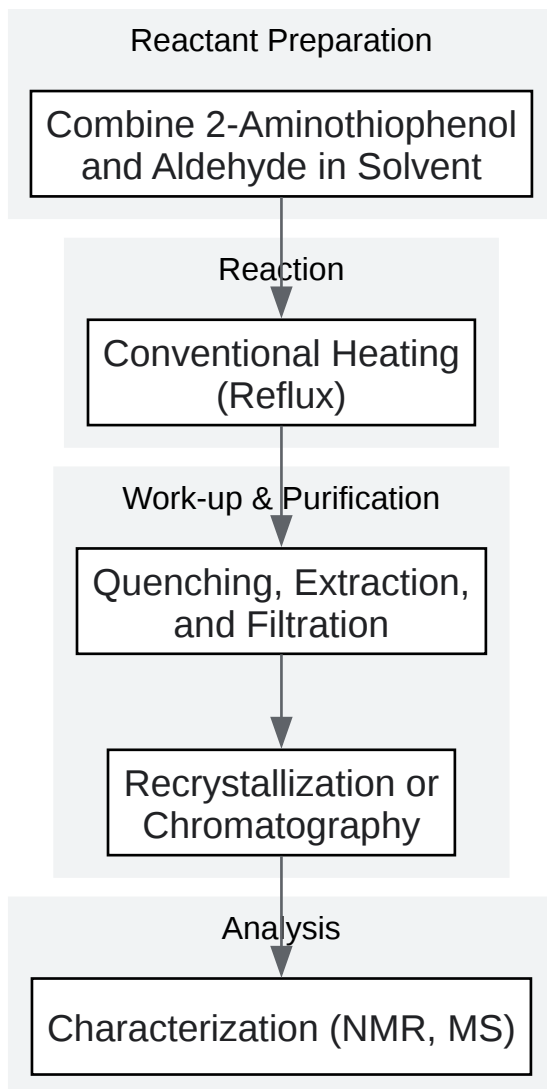 Reactant Preparation
Combine 2-Aminothiophenol
and Aldehyde in Solvent
Reaction
Conventional Heating
(Reflux)
Work-up & Purification
Quenching, Extraction,
and Filtration
Recrystallization or
Chromatography
Analysis
Characterization (NMR, MS)